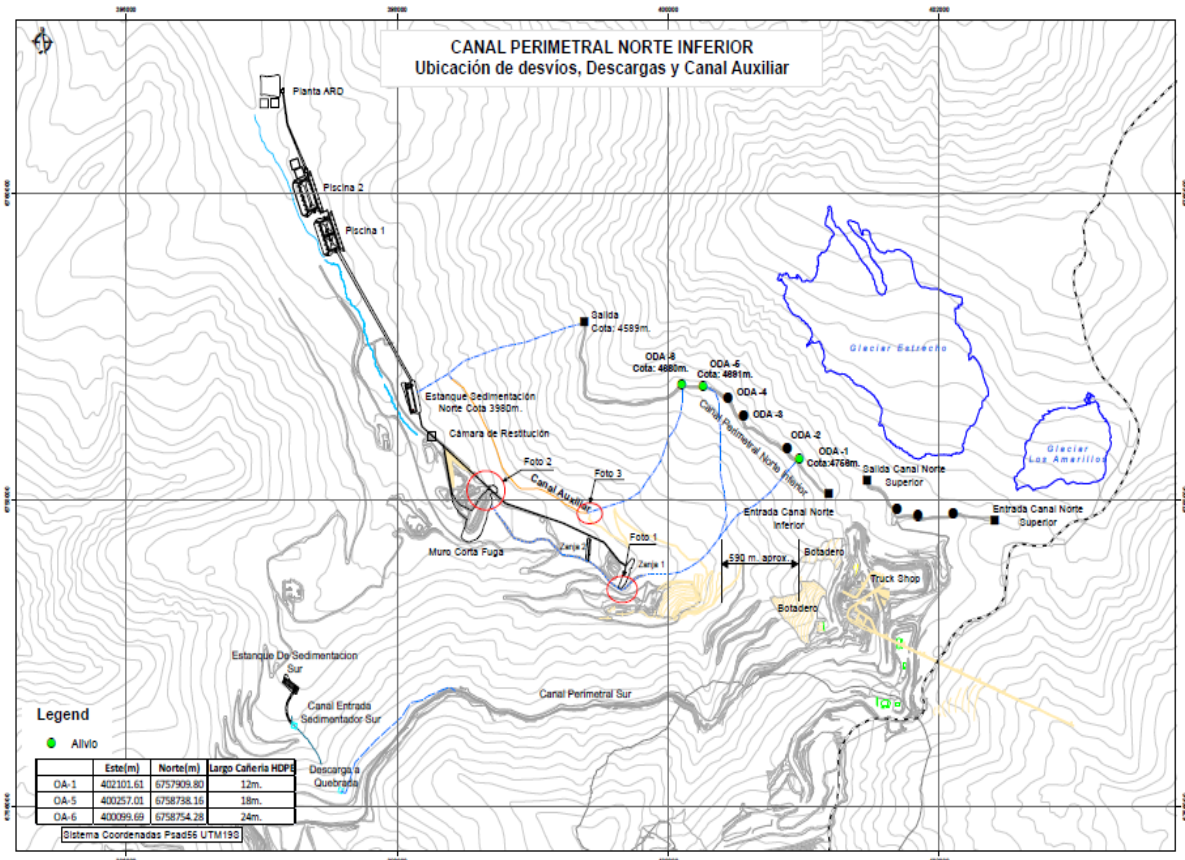 CANAL PERIMETRAL NORTE INFERIOR
Ubicación de desvíos, Descargas y Canal Auxiliar
Planta ARD
Piscina 2
Piscina 1
Salida
Cota: 4589m.
ODA -6
Cota: 4680m.
ODA -5
Cota: 4691m.
ODA -4
ODA -3
ODA -2
ODA -1
Cota:4756m.
Glaciar Estrecho
Glaciar
Los Amarillos
Estanque Sedimentación
Norte Cota 3980m.
Cámara de Restitución
Canal Perimetral Norte Inferior
Salida Canal Norte
Superior
Entrada Canal Norte
Superior
Entrada Canal Norte
Inferior
Foto 2
Foto 3
Canal Auxiliar
Foto 1
Muro Corta Fuga
Zanja 2
Zanja 1
590 m. aprox.
Botadero
Truck Shop
Botadero
Estanque De Sedimentacion
Sur
Canal Entrada
Sedimentador Sur
Canal Perimetral Sur
Descarga a
Quebrada
Legend
Alivio
Este(m) Norte(m) Largo Cañeria HDPE
OA-1 402101.61 6757909.80 12m.
OA-5 400257.01 6758738.16 18m.
OA-6 400099.69 6758754.28 24m.
Sistema Coordenadas Psad56 UTM19S